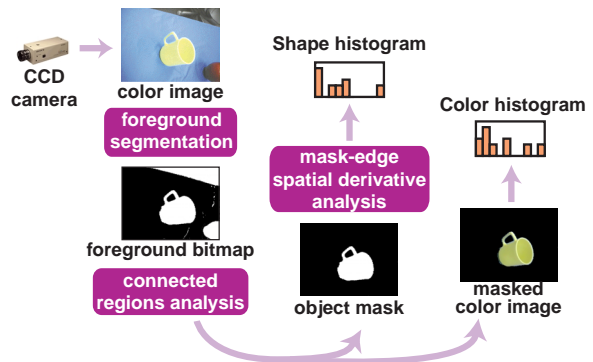 CCD
camera
color image
foreground
segmentation
foreground bitmap
connected
regions analysis
Shape histogram
mask-edge
spatial derivative
analysis
object mask
Color histogram
masked
color image